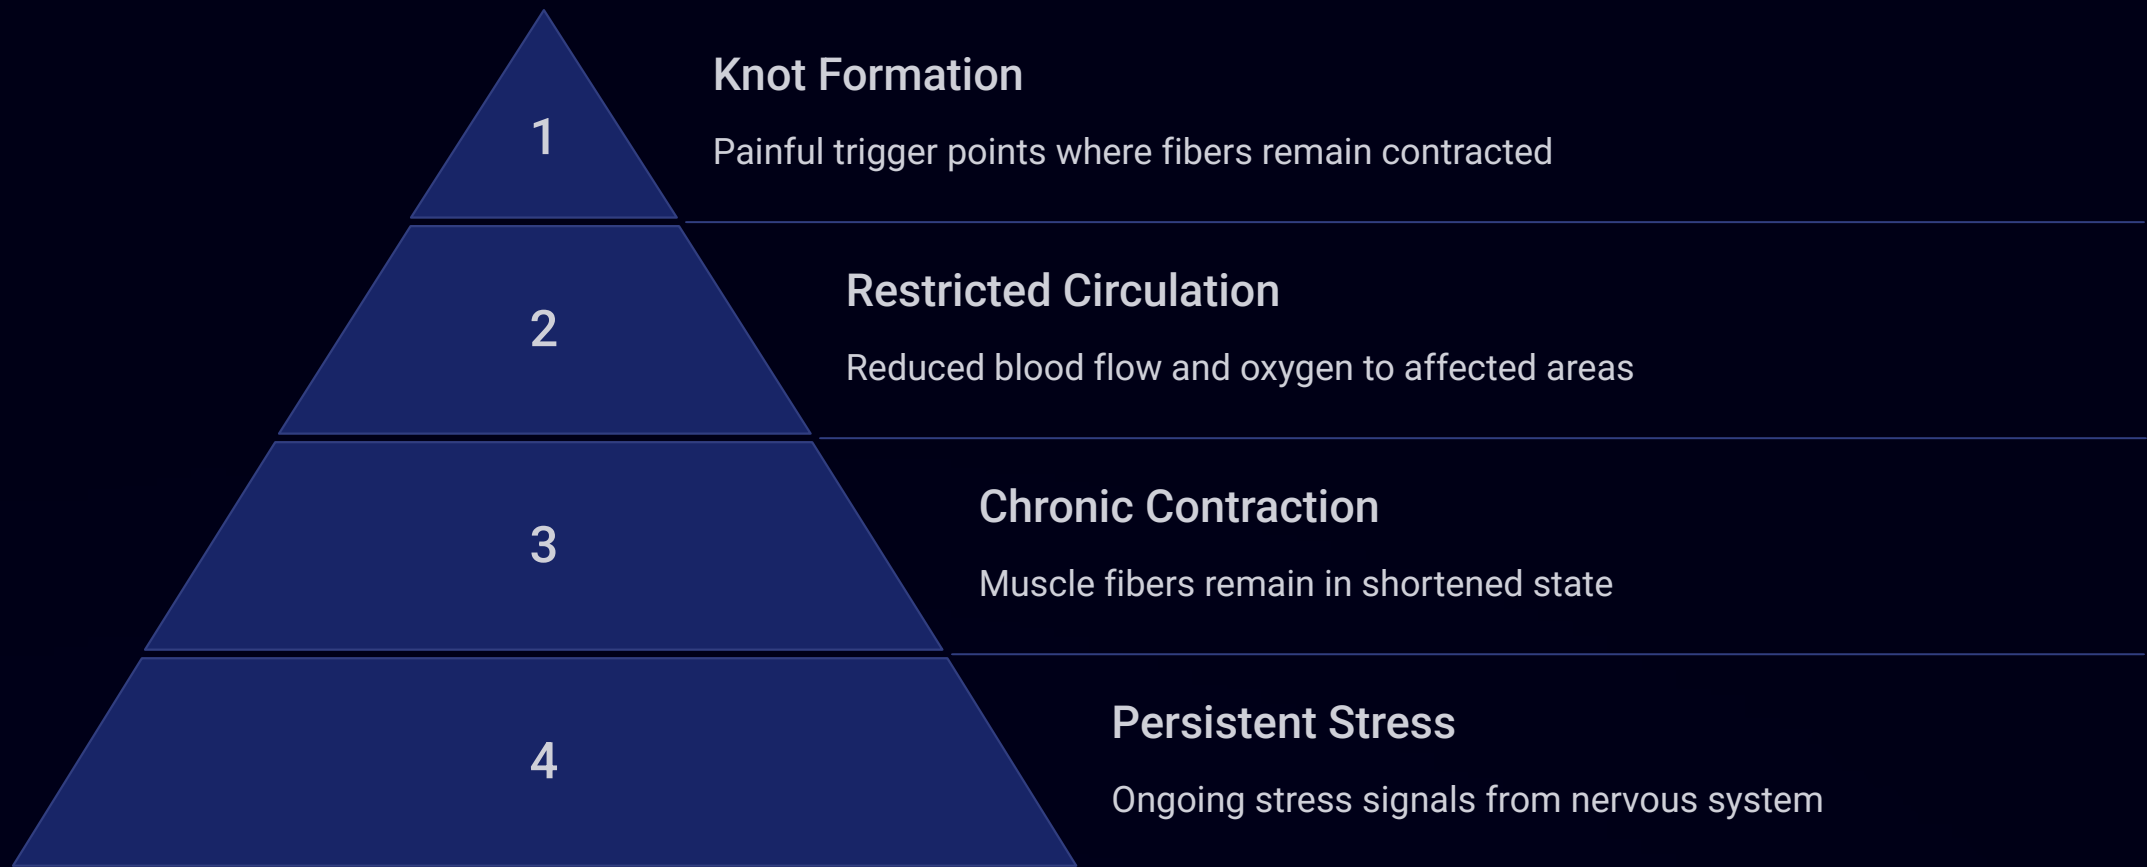 1
Knot Formation
Painful trigger points where fibers remain contracted
2
Restricted Circulation
Reduced blood flow and oxygen to affected areas
3
Chronic Contraction
Muscle fibers remain in shortened state
4
Persistent Stress
Ongoing stress signals from nervous system